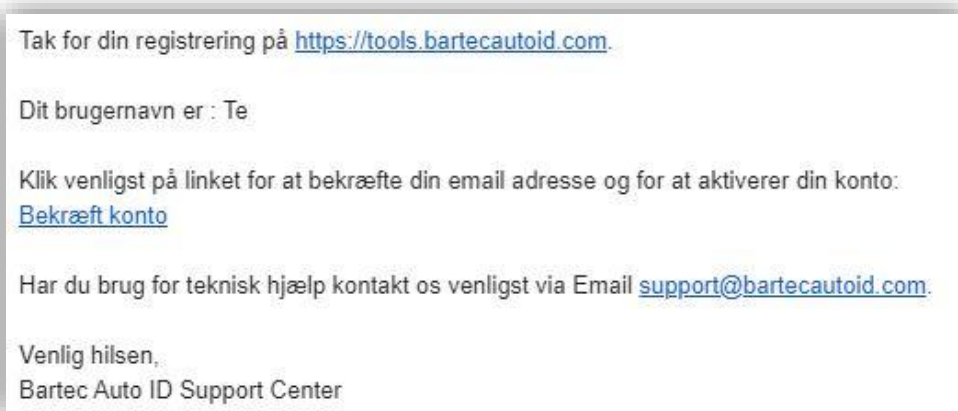 Tak for din registrering på https://tools.bartecautoid.com.
Dit brugernavn er : Te
Klik venligst på linket for at bekræfte din email adresse og for at aktiverer din konto:
Bekræft konto
Har du brug for teknisk hjælp kontakt os venligst via Email support@bartecautoid.com.
Venlig hilsen,
Bartec Auto ID Support Center